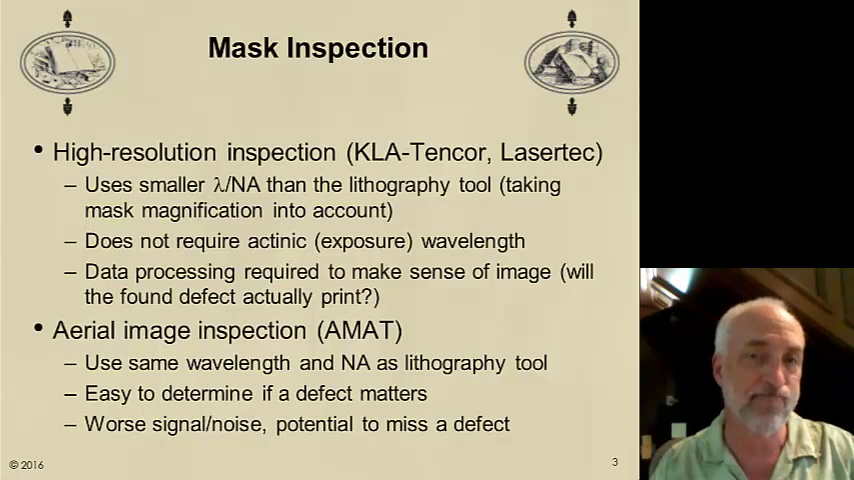 Mask Inspection
• High-resolution inspection (KLA-Tencor, Lasertec)
– Uses smaller λ/NA than the lithography tool (taking
mask magnification into account)
– Does not require actinic (exposure) wavelength
– Data processing required to make sense of image (will
the found defect actually print?)
• Aerial image inspection (AMAT)
– Use same wavelength and NA as lithography tool
– Easy to determine if a defect matters
– Worse signal/noise, potential to miss a defect
© 2016
3